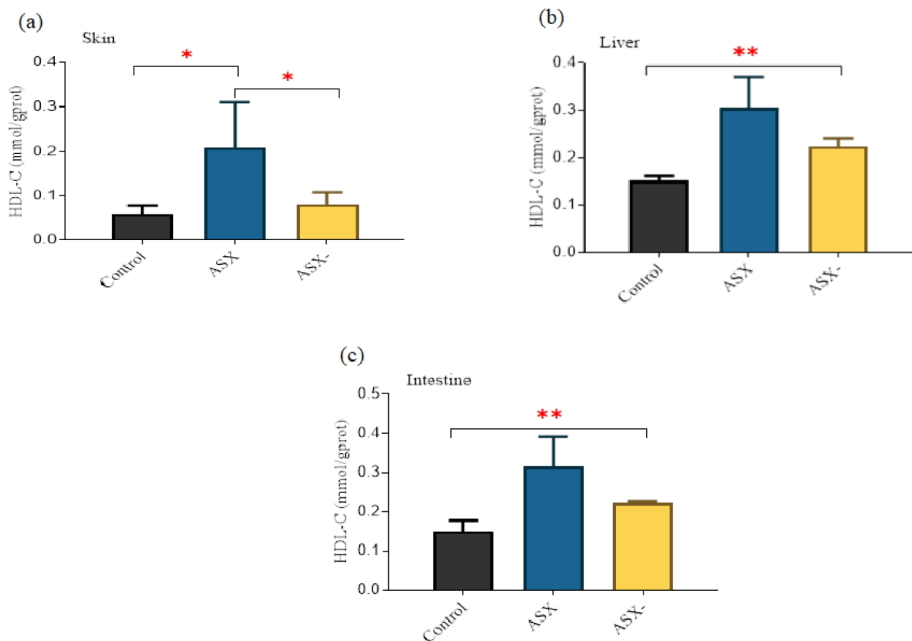 (a)
Skin
*
*
HDL-C (mmol/gprot)
0.4
0.3
0.2
0.1
0.0
Control
ASX
ASX-
(b)
Liver
**
HDL-C (mmol/gprot)
0.4
0.3
0.2
0.1
0.0
Control
ASX
ASX-
(c)
Intestine
**
HDL-C (mmol/gprot)
0.5
0.4
0.3
0.2
0.1
0.0
Control
ASX
ASX-